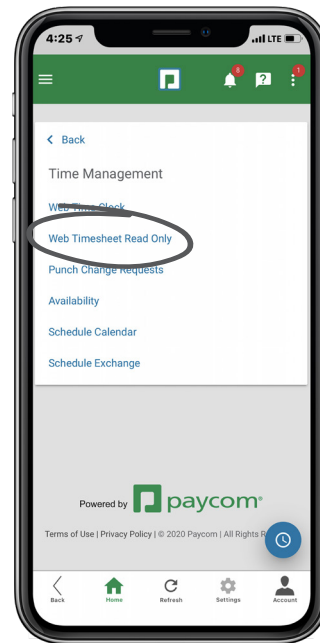 4:25 LTE
6 ? 1
Back
Time Management
Web Time Clock
Web Timesheet Read Only
Punch Change Requests
Availability
Schedule Calendar
Schedule Exchange
Powered by paycom®
Terms of Use | Privacy Policy | © 2020 Paycom | All Rights R
Back Home Refresh Settings Account